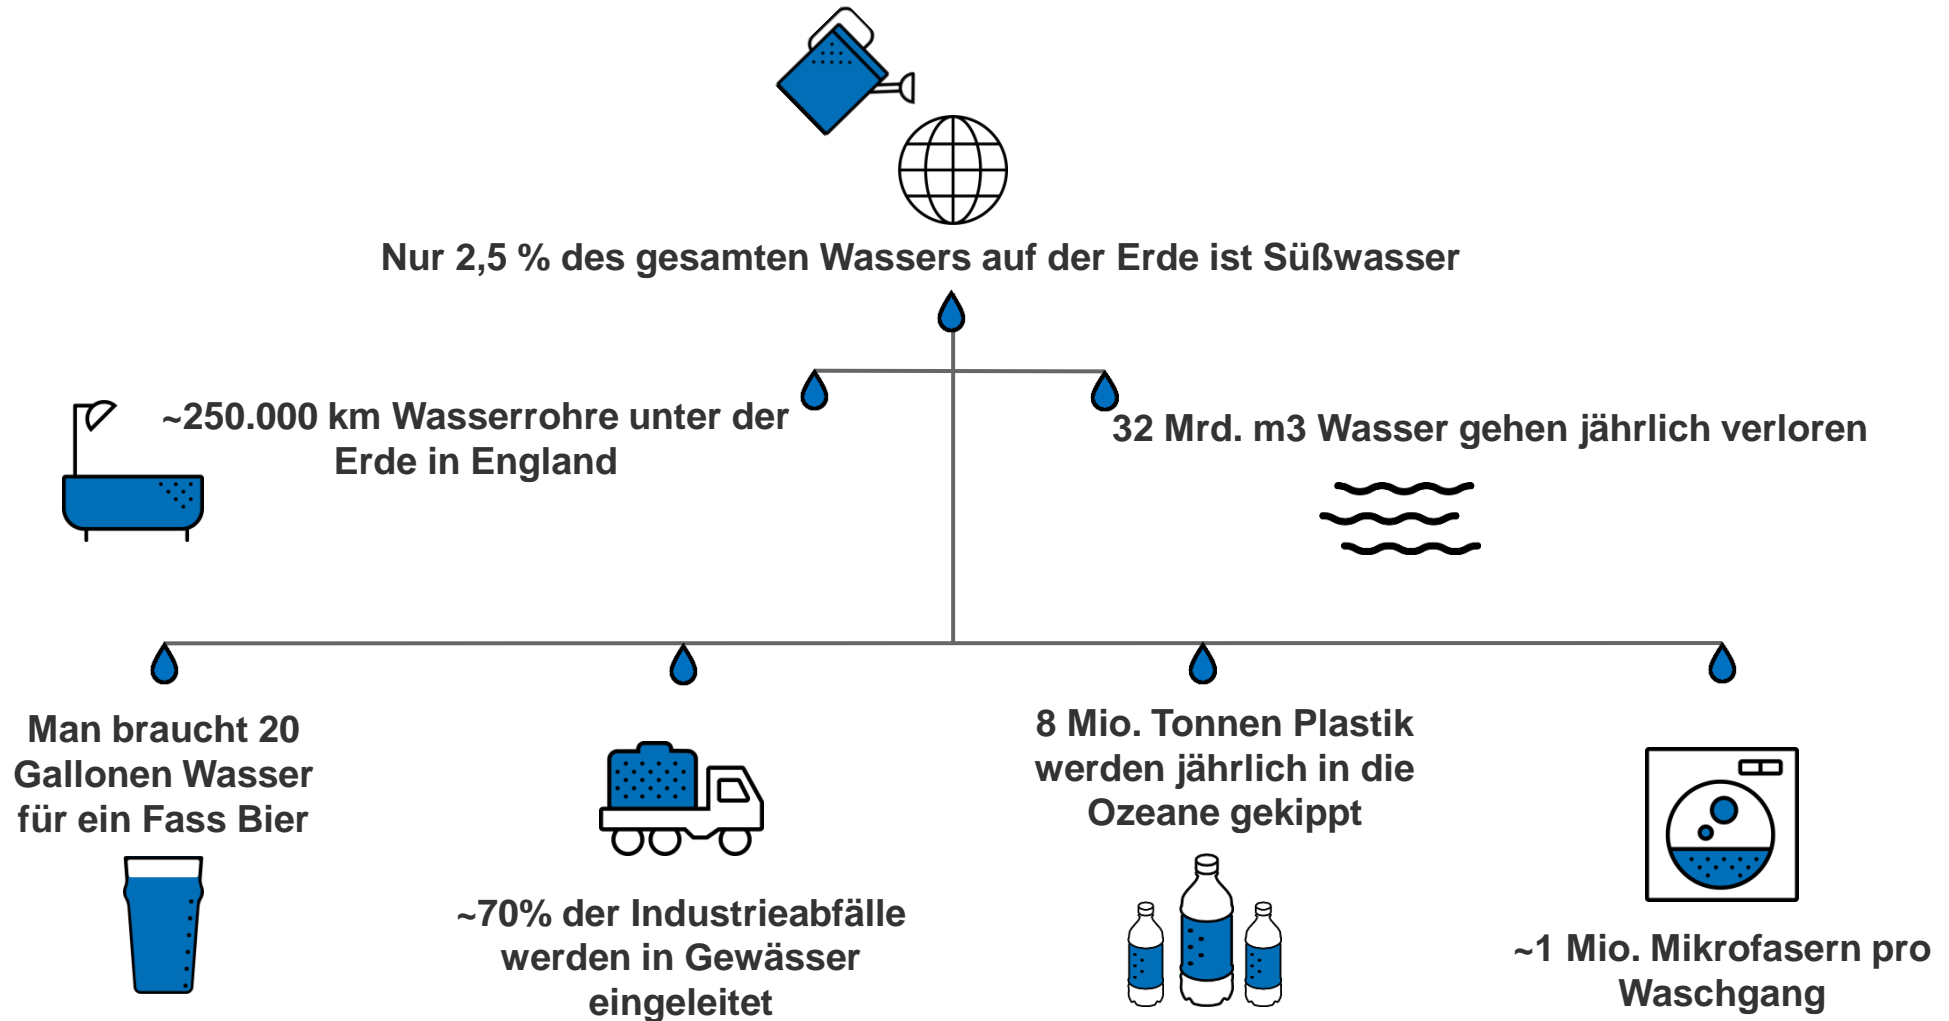 Nur 2,5 % des gesamten Wassers auf der Erde ist Süßwasser
~250.000 km Wasserrohre unter der
Erde in England
32 Mrd. m3 Wasser gehen jährlich verloren
Man braucht 20
Gallonen Wasser
für ein Fass Bier
~70% der Industrieabfälle
werden in Gewässer
eingeleitet
8 Mio. Tonnen Plastik
werden jährlich in die
Ozeane gekippt
~1 Mio. Mikrofasern pro
Waschgang